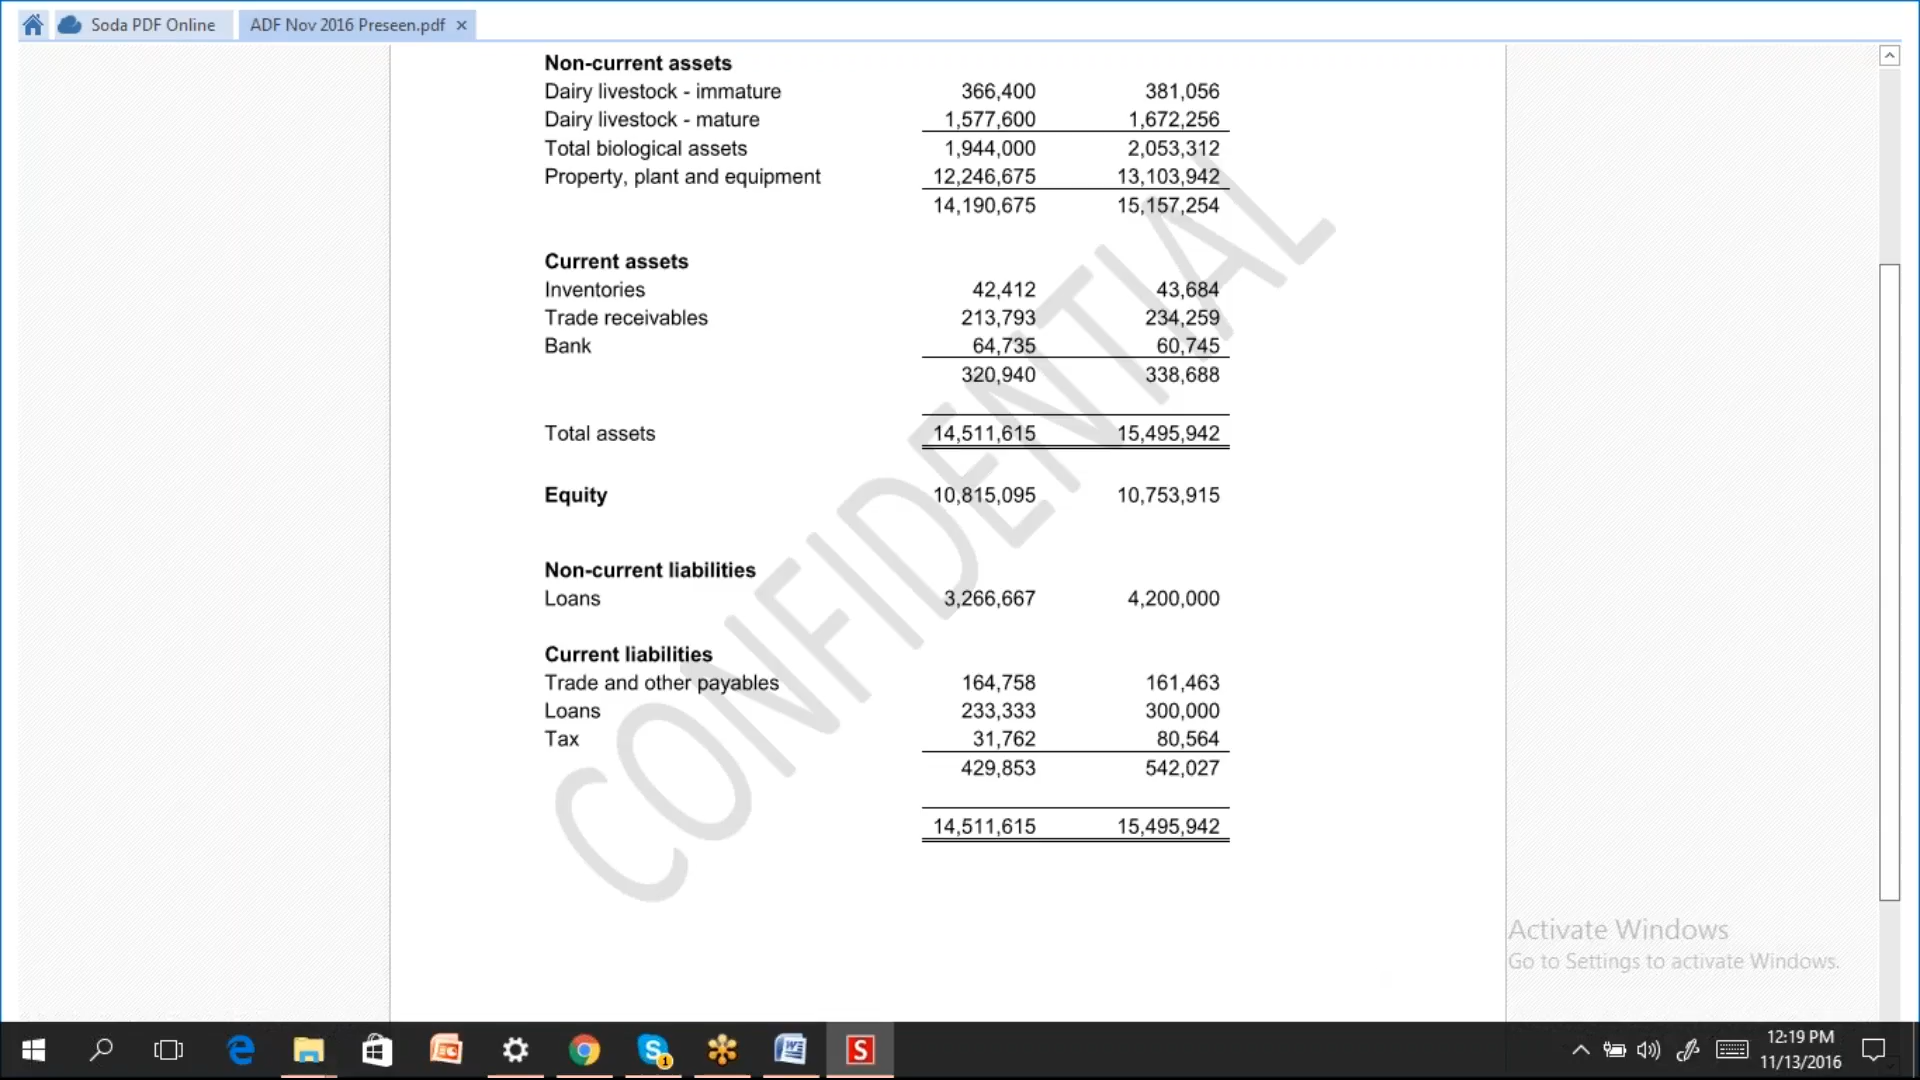 Soda PDF Online ADF Nov 2016 Preseen.pdf ×
Non-current assets
Dairy livestock - immature 366,400 381,056
Dairy livestock - mature 1,577,600 1,672,256
Total biological assets 1,944,000 2,053,312
Property, plant and equipment 12,246,675 13,103,942
14,190,675 15,157,254
Current assets
Inventories 42,412 43,684
Trade receivables 213,793 234,259
Bank 64,735 60,745
320,940 338,688
Total assets 14,511,615 15,495,942
Equity 10,815,095 10,753,915
Non-current liabilities
Loans 3,266,667 4,200,000
Current liabilities
Trade and other payables 164,758 161,463
Loans 233,333 300,000
Tax 31,762 80,564
429,853 542,027
14,511,615 15,495,942
CONFIDENTIAL
Activate Windows
Go to Settings to activate Windows.
12:19 PM
11/13/2016